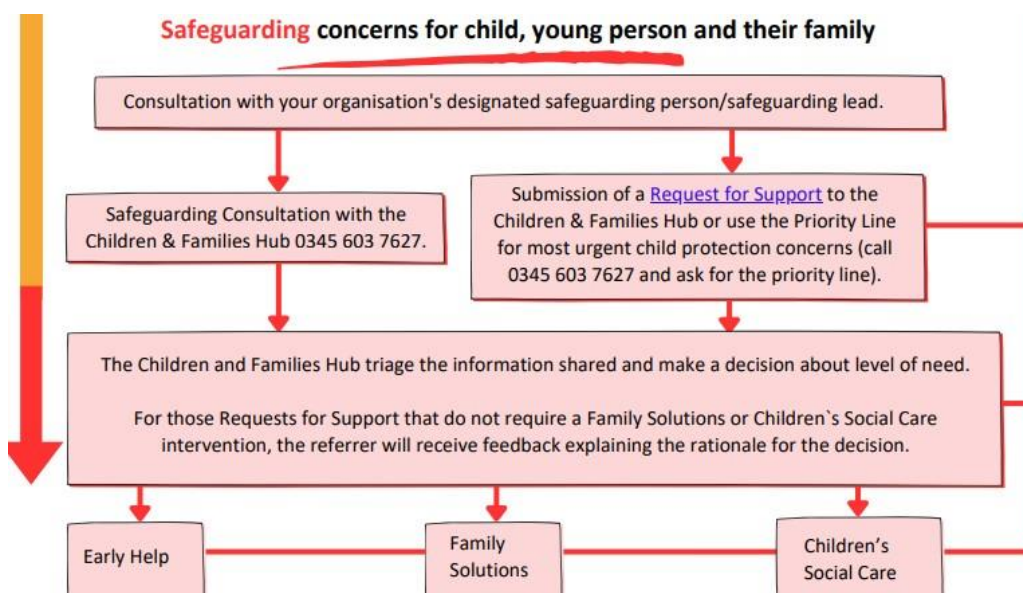 Safeguarding concerns for child, young person and their family
Consultation with your organisation's designated safeguarding person/safeguarding lead.
Safeguarding Consultation with the
Children & Families Hub 0345 603 7627.
Submission of a Request for Support to the
Children & Families Hub or use the Priority Line
for most urgent child protection concerns (call
0345 603 7627 and ask for the priority line).
The Children and Families Hub triage the information shared and make a decision about level of need.
For those Requests for Support that do not require a Family Solutions or Children`s Social Care
intervention, the referrer will receive feedback explaining the rationale for the decision.
Early Help
Family
Solutions
Children’s
Social Care